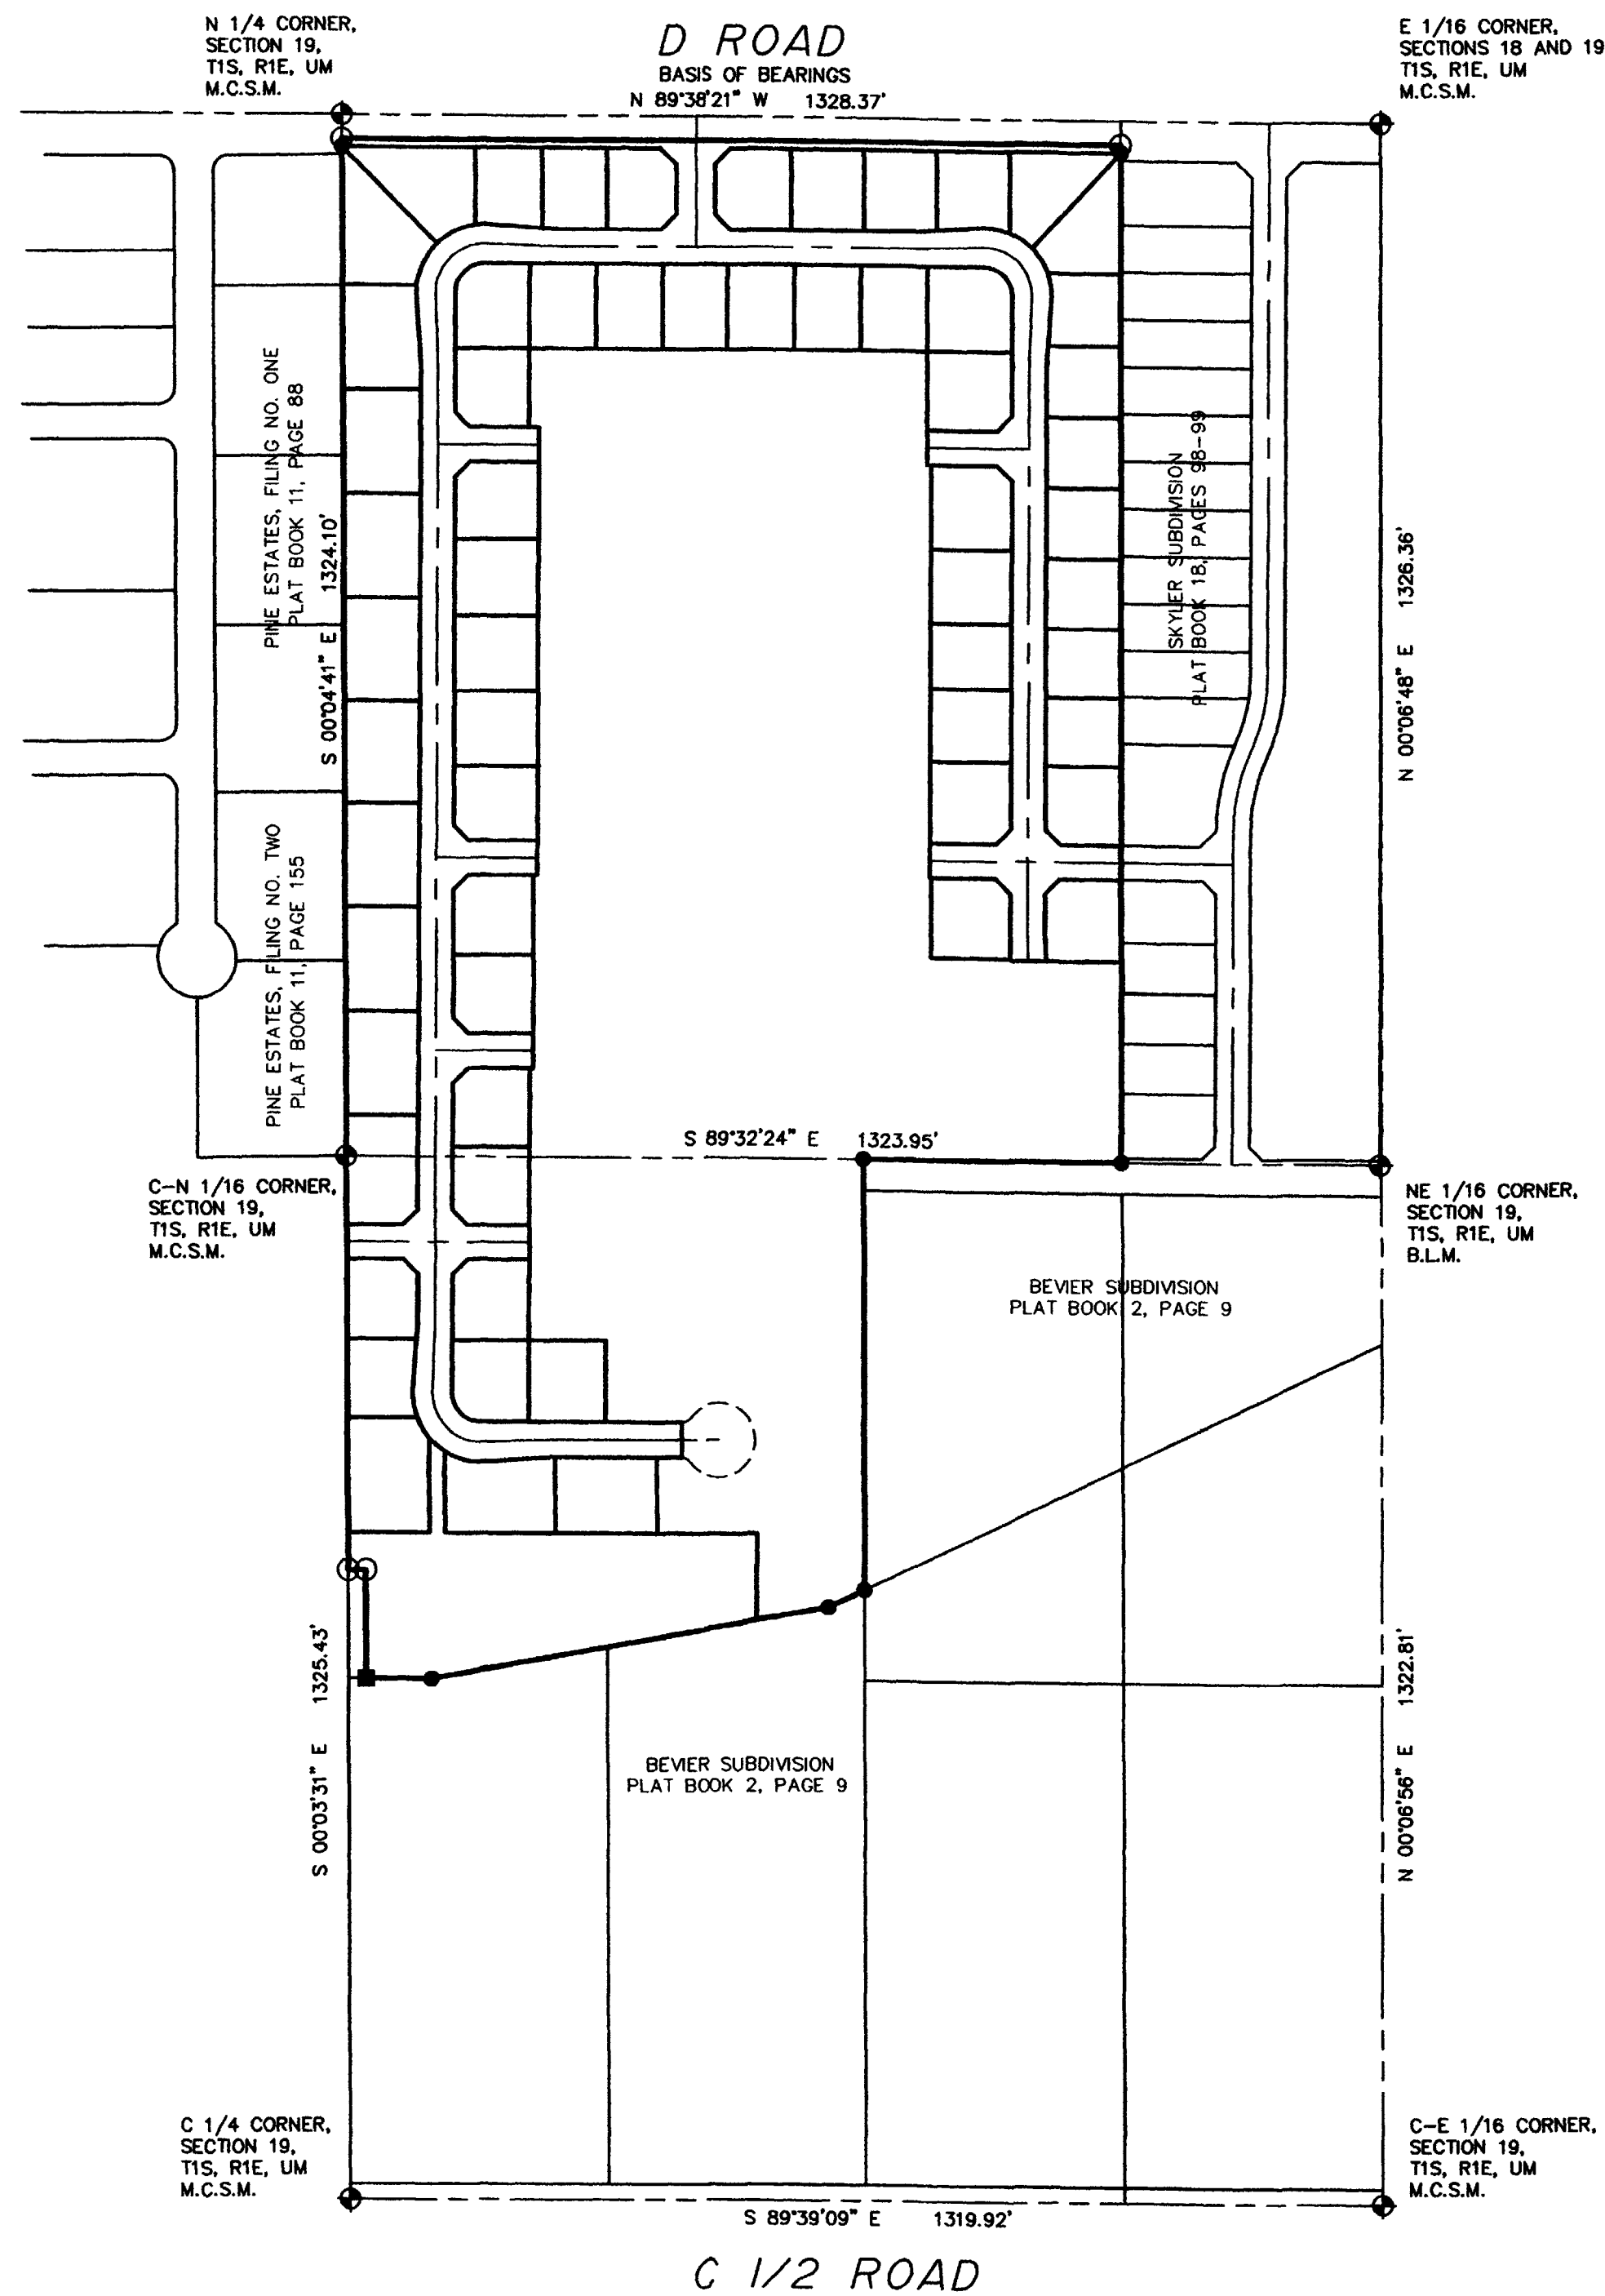 N 1/4 CORNER,
SECTION 19,
T1S, R1E, UM
M.C.S.M.
D ROAD
BASIS OF BEARINGS
N 89°38'21" W 1328.37'
E 1/16 CORNER,
SECTIONS 18 AND 19
T1S, R1E, UM
M.C.S.M.
PINE ESTATES, FILING NO. ONE
PLAT BOOK 11, PAGE 88
S 00°04'41" E 1324.10'
SKYLER SUBDIVISION
PLAT BOOK 18, PAGES 98-99
N 00°06'48" E 1326.36'
PINE ESTATES, FILING NO. TWO
PLAT BOOK 11, PAGE 155
S 89°32'24" E 1323.95'
C-N 1/16 CORNER,
SECTION 19,
T1S, R1E, UM
M.C.S.M.
NE 1/16 CORNER,
SECTION 19,
T1S, R1E, UM
B.L.M.
BEVIER SUBDIVISION
PLAT BOOK 2, PAGE 9
S 00°03'31" E 1325.43'
N 00°06'56" E 1322.81'
BEVIER SUBDIVISION
PLAT BOOK 2, PAGE 9
C 1/4 CORNER,
SECTION 19,
T1S, R1E, UM
M.C.S.M.
C-E 1/16 CORNER,
SECTION 19,
T1S, R1E, UM
M.C.S.M.
S 89°39'09" E 1319.92'
C 1/2 ROAD